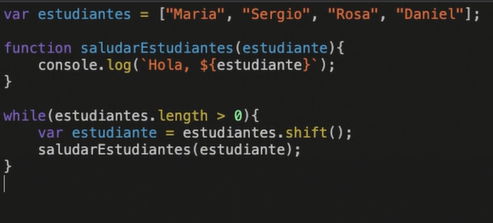 var estudiantes = ["Maria", "Sergio", "Rosa", "Daniel"];

function saludarEstudiantes(estudiante){
    console.log(`Hola, ${estudiante}`);
}

while(estudiantes.length > 0){
    var estudiante = estudiantes.shift();
    saludarEstudiantes(estudiante);
}